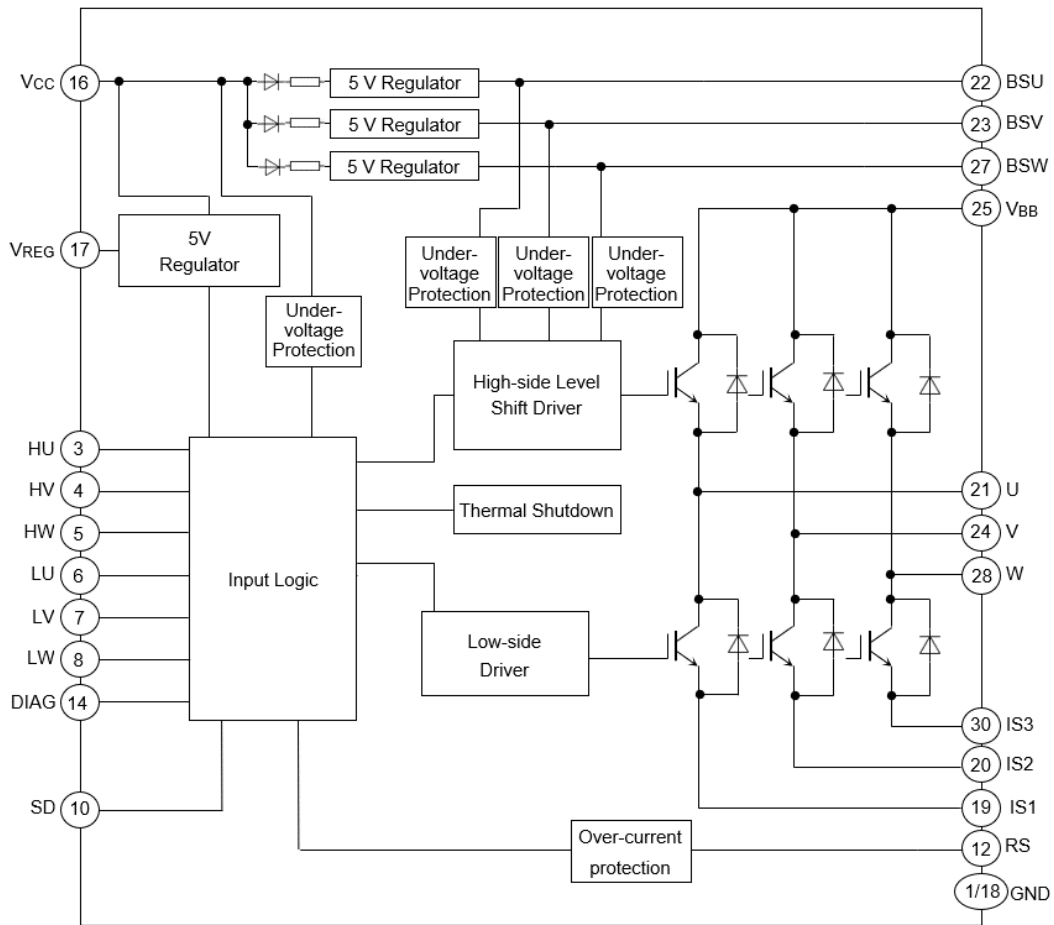 VCC 16 5 V Regulator 22 BSU
5 V Regulator 23 BSV
5 V Regulator 27 BSW
25 VBB
VREG 17 5V
Regulator
Under-
voltage
Protection
Under-
voltage
Protection
Under-
voltage
Protection
Under-
voltage
Protection
High-side Level
Shift Driver
HU 3
HV 4
HW 5
LU 6
LV 7
LW 8
DIAG 14
SD 10
Input Logic
Thermal Shutdown
Low-side
Driver
21 U
24 V
28 W
30 IS3
20 IS2
19 IS1
Over-current
protection
12 RS
1/18 GND